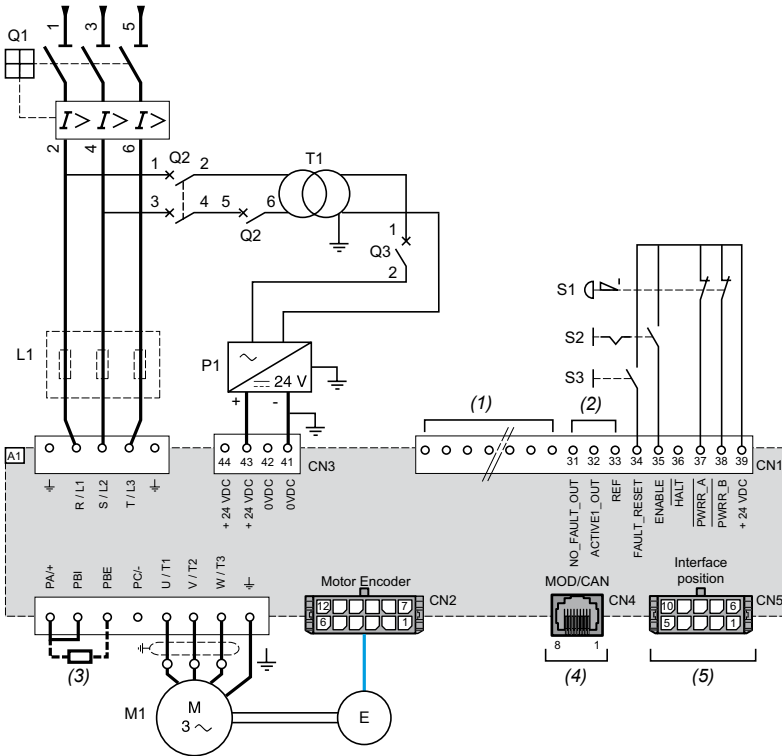 1 3 5
Q1
I> I> I>
2 4 6
1 Q2 2 T1
3 4 5 6
Q2
1
Q3
2
S1
S2
S3
L1
P1
~
24 V
+ -
(1) (2)
A1
44 43 42 41 CN3
31 32 33 34 35 36 37 38 39 CN1
R / L1
S / L2
T / L3
+ 24 VDC
+ 24 VDC
0VDC
0VDC
NO_FAULT_OUT
ACTIVE1_OUT
REF
FAULT_RESET
ENABLE
HALT
PWRR_A
PWRR_B
+ 24 VDC
PA/+
PBI
PBE
PC/-
U / T1
V / T2
W / T3
Motor Encoder
12 7
6 1
CN2
MOD/CAN
CN4
8 1
Interface
position
10 6
5 1
CN5
(3) (4) (5)
M1
M
3 ~
E